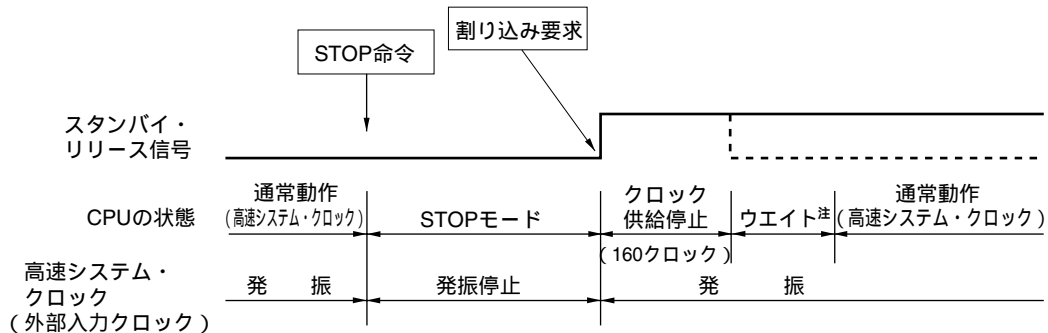 STOP命令
割り込み要求
スタンバイ・
リリース信号
CPUの状態
通常動作
(高速システム・クロック)
STOPモード
クロック
供給停止
(160クロック)
ウエイト注
通常動作
(高速システム・クロック)
高速システム・
クロック
(外部入力クロック)
発 振
発振停止
発 振